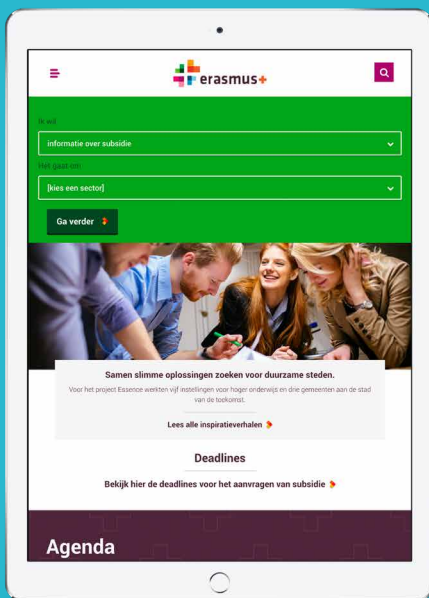 erasmus+
Ik wil
informatie over subsidie
Het gaat om
[kies een sector]
Ga verder
Samen slimme oplossingen zoeken voor duurzame steden.
Voor het project Essence werkten vijf instellingen voor hoger onderwijs en drie gemeenten aan de stad
van de toekomst.
Lees alle inspiratieverhalen
Deadlines
Bekijk hier de deadlines voor het aanvragen van subsidie
Agenda